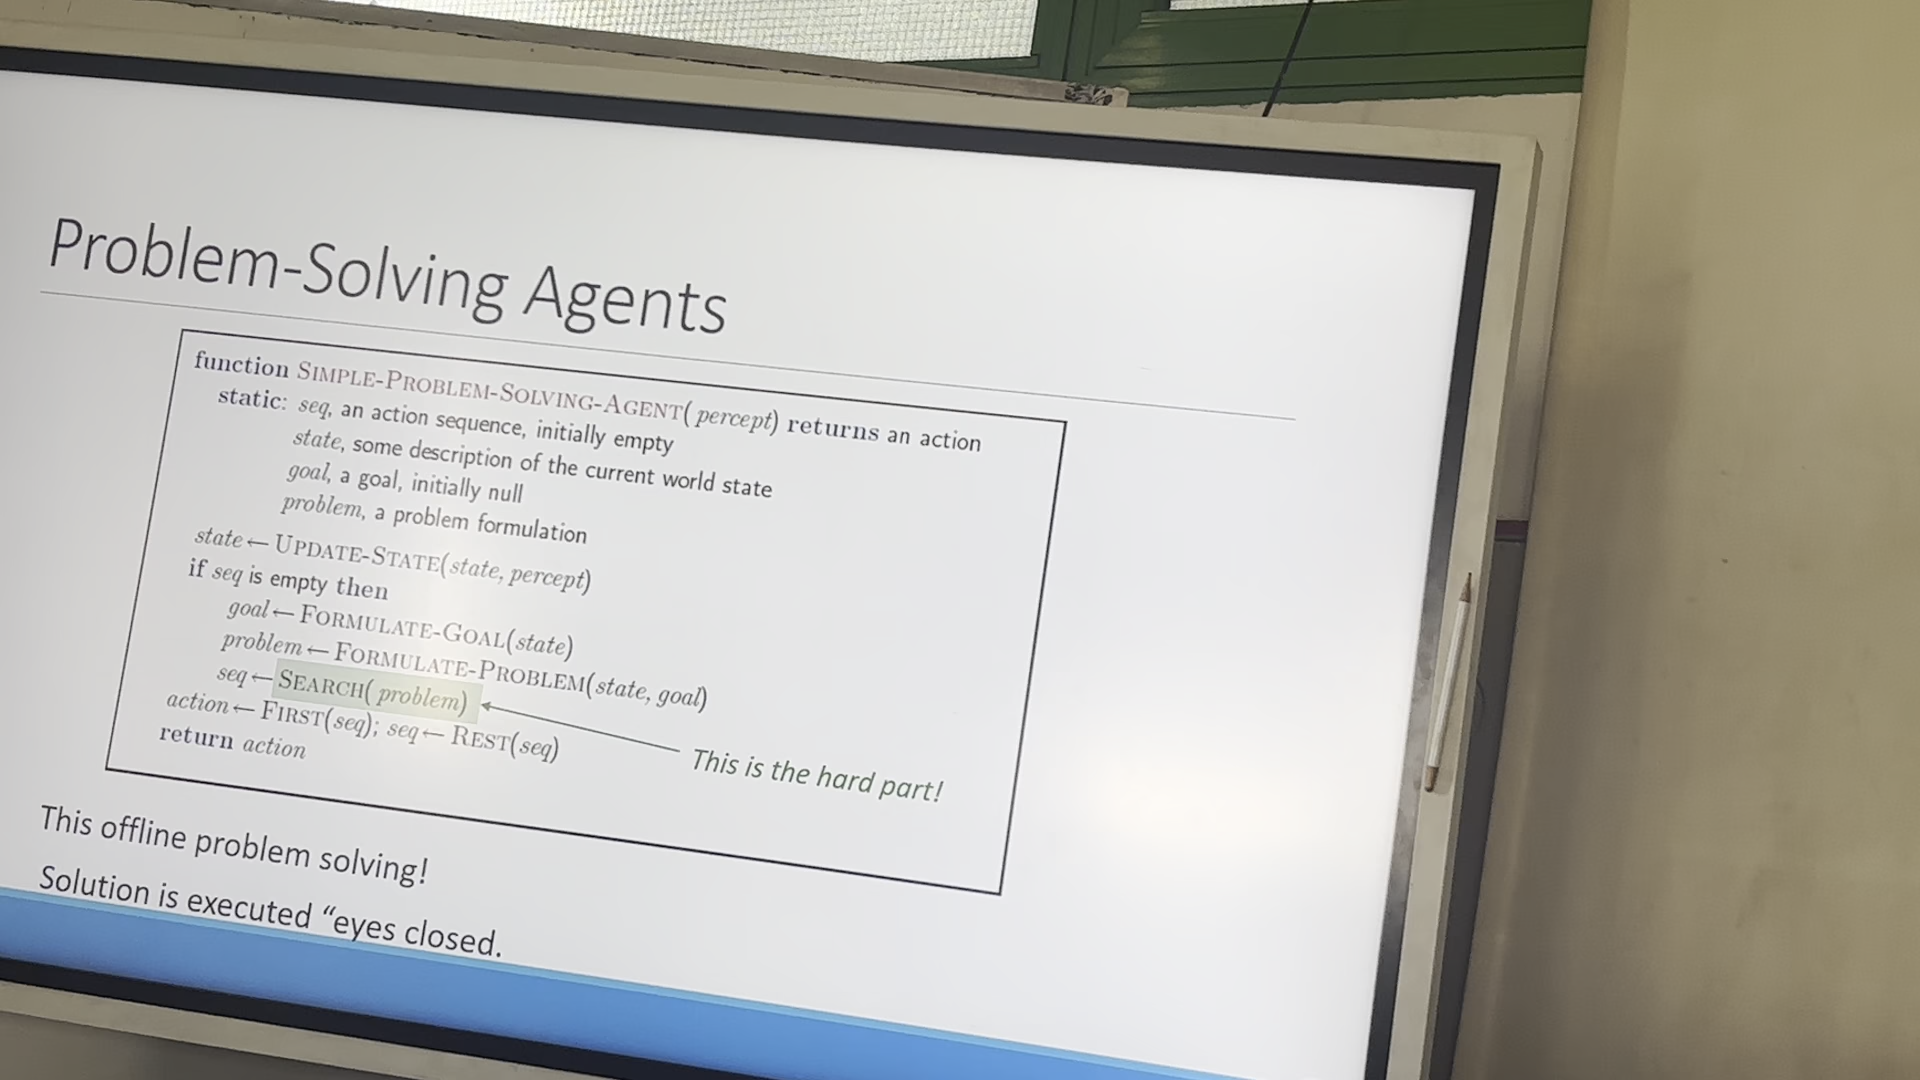 Problem-Solving Agents
function SIMPLE-PROBLEM-SOLVING-AGENT(percept) returns an action
static: seq, an action sequence, initially empty
state, some description of the current world state
goal, a goal, initially null
problem, a problem formulation
state ← UPDATE-STATE(state, percept)
if seq is empty then
goal ← FORMULATE-GOAL(state)
problem ← FORMULATE-PROBLEM(state, goal)
seq ← SEARCH(problem)
action ← FIRST(seq); seq ← REST(seq)
return action
This is the hard part!
This offline problem solving!
Solution is executed “eyes closed.